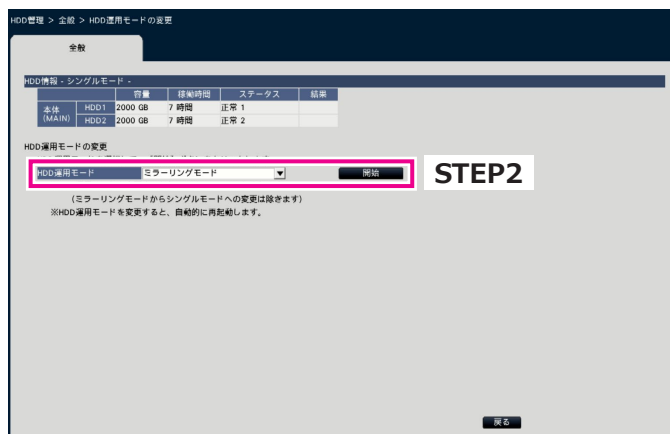 HDD管理 > 全般 > HDD運用モードの変更
全般
HDD情報 - シングルモード -
容量 稼働時間 ステータス 結果
本体 (MAIN) HDD1 2000 GB 7 時間 正常 1
HDD2 2000 GB 7 時間 正常 2
HDD運用モードの変更
HDD運用モード ミラーリングモード 開始 STEP2
(ミラーリングモードからシングルモードへの変更は除きます)
※HDD運用モードを変更すると、自動的に再起動します。
戻る